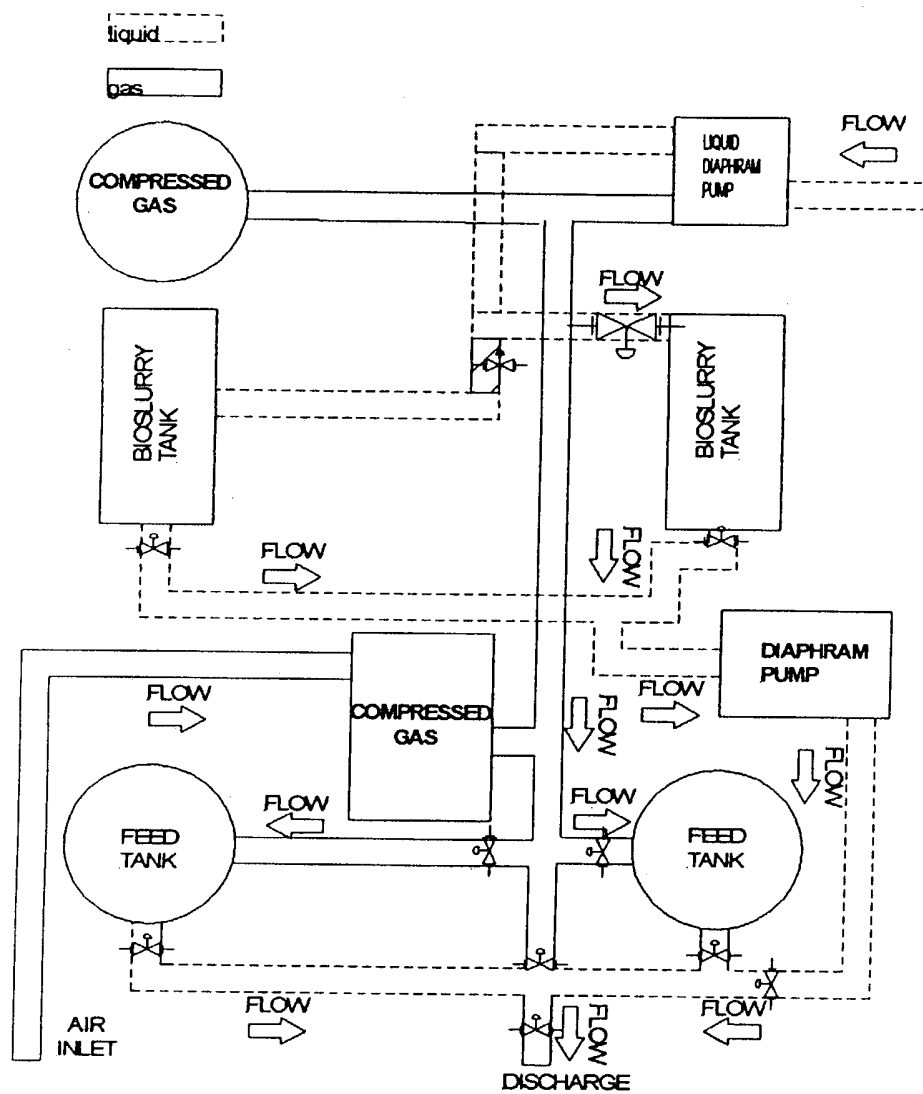 liquid
gas
FLOW
LIQUID
DIAPHRAM
PUMP
COMPRESSED
GAS
FLOW
BIOSLURRY
TANK
BIOSLURRY
TANK
FLOW
FLOW
DIAPHRAM
PUMP
FLOW
FLOW
COMPRESSED
GAS
FLOW
FLOW
FLOW
FLOW
FEED
TANK
FEED
TANK
FLOW
FLOW
FLOW
AIR
INLET
DISCHARGE